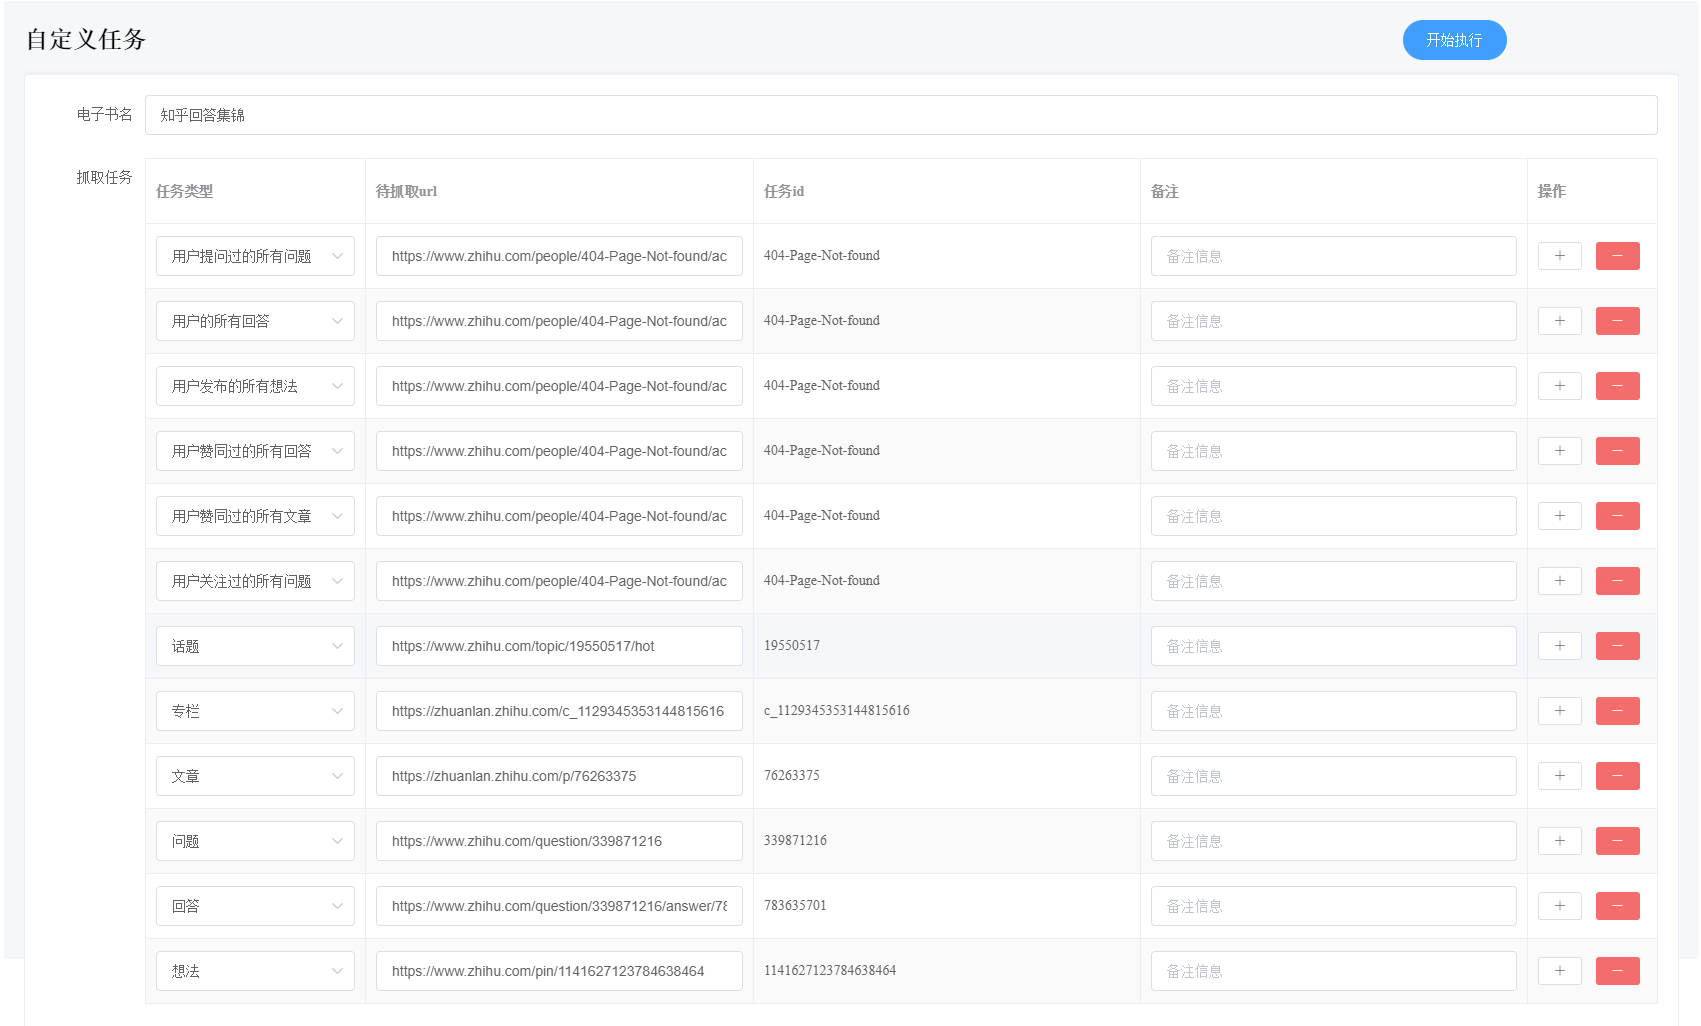 自定义任务
开始执行
电子书名
知乎回答集锦
抓取任务
任务类型 待抓取url 任务id 备注 操作
用户提问过的所有问题 https://www.zhihu.com/people/404-Page-Not-found/ac 404-Page-Not-found 备注信息
用户的所有回答 https://www.zhihu.com/people/404-Page-Not-found/ac 404-Page-Not-found 备注信息
用户发布的所有想法 https://www.zhihu.com/people/404-Page-Not-found/ac 404-Page-Not-found 备注信息
用户赞同过的所有回答 https://www.zhihu.com/people/404-Page-Not-found/ac 404-Page-Not-found 备注信息
用户赞同过的所有文章 https://www.zhihu.com/people/404-Page-Not-found/ac 404-Page-Not-found 备注信息
用户关注过的所有问题 https://www.zhihu.com/people/404-Page-Not-found/ac 404-Page-Not-found 备注信息
话题 https://www.zhihu.com/topic/19550517/hot 19550517 备注信息
专栏 https://zhuanlan.zhihu.com/c_1129345353144815616 c_1129345353144815616 备注信息
文章 https://zhuanlan.zhihu.com/p/76263375 76263375 备注信息
问题 https://www.zhihu.com/question/339871216 339871216 备注信息
回答 https://www.zhihu.com/question/339871216/answer/78 783635701 备注信息
想法 https://www.zhihu.com/pin/1141627123784638464 1141627123784638464 备注信息